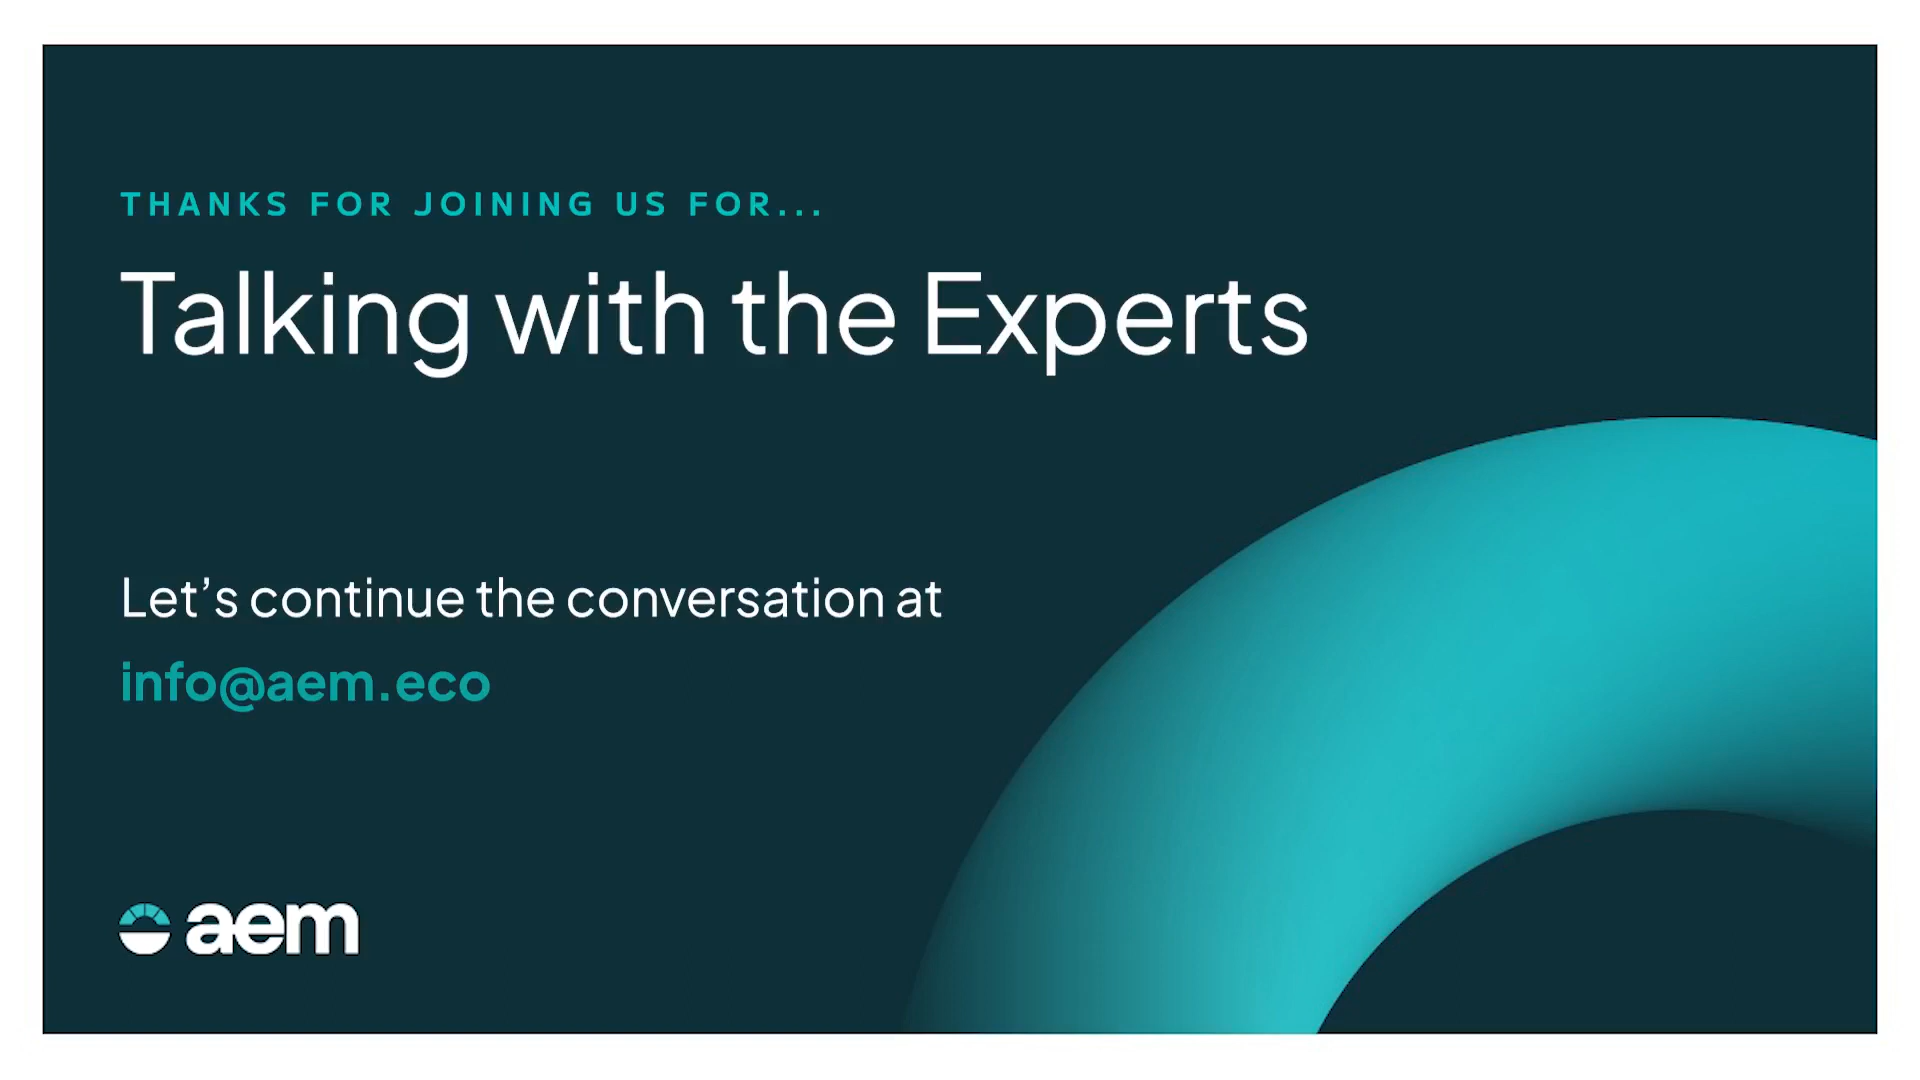 THANKS FOR JOINING US FOR...
Talking with the Experts
Let’s continue the conversation at
info@aem.eco
aem